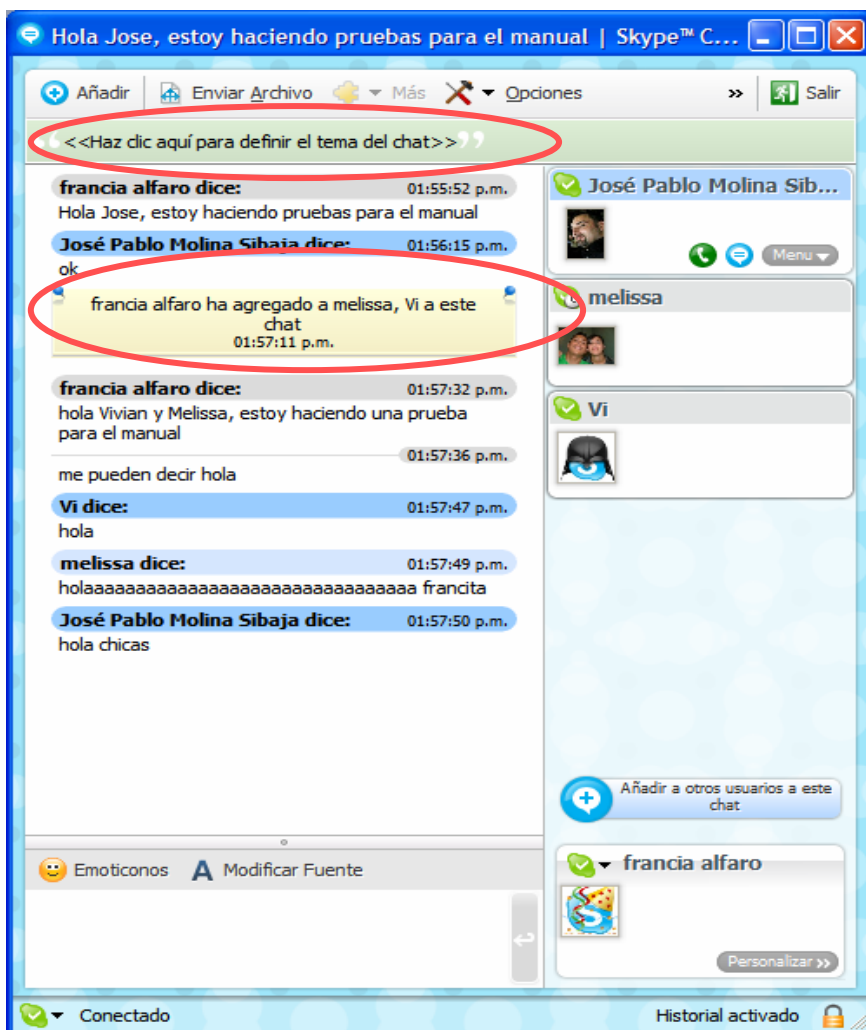 Hola Jose, estoy haciendo pruebas para el manual | Skype™ C...
Añadir Enviar Archivo Más Opciones » Salir
<<Haz clic aquí para definir el tema del chat>>
francia alfaro dice: 01:55:52 p.m.
Hola Jose, estoy haciendo pruebas para el manual
José Pablo Molina Sibaja dice: 01:56:15 p.m.
ok
francia alfaro ha agregado a melissa, Vi a este
chat
01:57:11 p.m.
francia alfaro dice: 01:57:32 p.m.
hola Vivian y Melissa, estoy haciendo una prueba
para el manual
01:57:36 p.m.
me pueden decir hola
Vi dice: 01:57:47 p.m.
hola
melissa dice: 01:57:49 p.m.
holaaaaaaaaaaaaaaaaaaaaaaaaaaaaaaaa francita
José Pablo Molina Sibaja dice: 01:57:50 p.m.
hola chicas
José Pablo Molina Sib...
Menu
melissa
Vi
Añadir a otros usuarios a este
chat
Emoticonos A Modificar Fuente
francia alfaro
Personalizar »
Conectado Historial activado